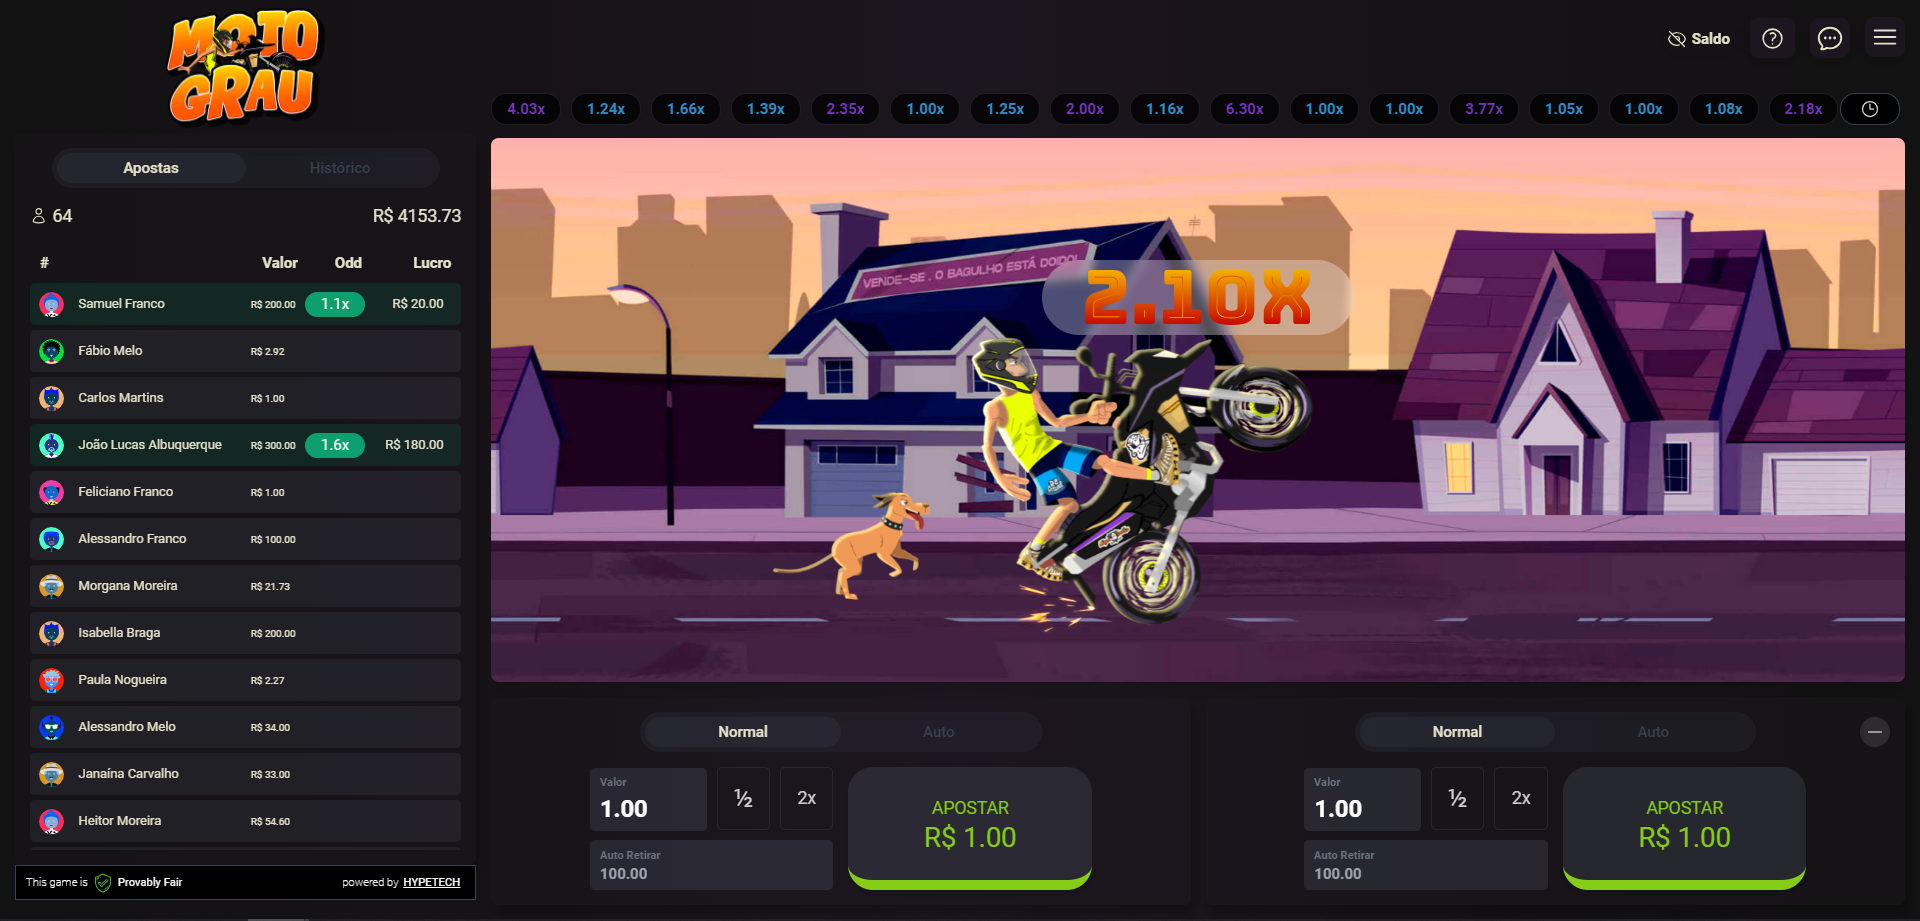 MOTO
GRAU
Saldo
4.03x 1.24x 1.66x 1.39x 2.35x 1.00x 1.25x 2.00x 1.16x 6.30x 1.00x 1.00x 3.77x 1.05x 1.00x 1.08x 2.18x
Apostas Histórico
64 R$ 4153.73
# Valor Odd Lucro
Samuel Franco R$ 200.00 1.1x R$ 20.00
Fábio Melo R$ 2.92
Carlos Martins R$ 1.00
João Lucas Albuquerque R$ 300.00 1.6x R$ 180.00
Feliciano Franco R$ 1.00
Alessandro Franco R$ 100.00
Morgana Moreira R$ 21.73
Isabella Braga R$ 200.00
Paula Nogueira R$ 2.27
Alessandro Melo R$ 34.00
Janaína Carvalho R$ 33.00
Heitor Moreira R$ 54.60
This game is Provably Fair powered by HYPETECH
VENDE-SE . O BAGULHO ESTÁ DOIDO!
2.10X
Normal Auto
Valor
1.00 ½ 2x
APOSTAR
R$ 1.00
Auto Retirar
100.00
Normal Auto
Valor
1.00 ½ 2x
APOSTAR
R$ 1.00
Auto Retirar
100.00